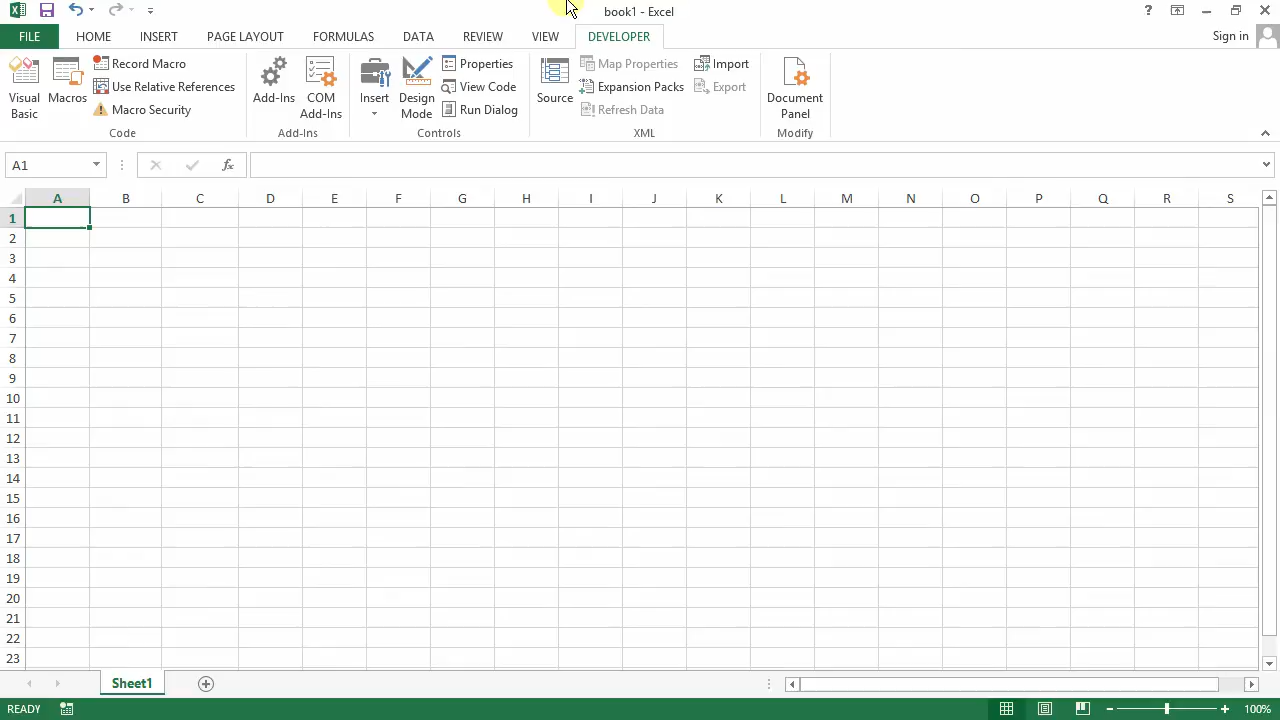 book1 - Excel
?
FILE HOME INSERT PAGE LAYOUT FORMULAS DATA REVIEW VIEW DEVELOPER Sign in
Visual Basic
Macros
Record Macro
Use Relative References
Macro Security
Code
Add-Ins
COM Add-Ins
Add-Ins
Insert
Design Mode
Properties
View Code
Run Dialog
Controls
Source
Map Properties
Expansion Packs
Refresh Data
Import
Export
XML
Document Panel
Modify
A1
fx
A B C D E F G H I J K L M N O P Q R S
1
2
3
4
5
6
7
8
9
10
11
12
13
14
15
16
17
18
19
20
21
22
23
Sheet1
READY 100%